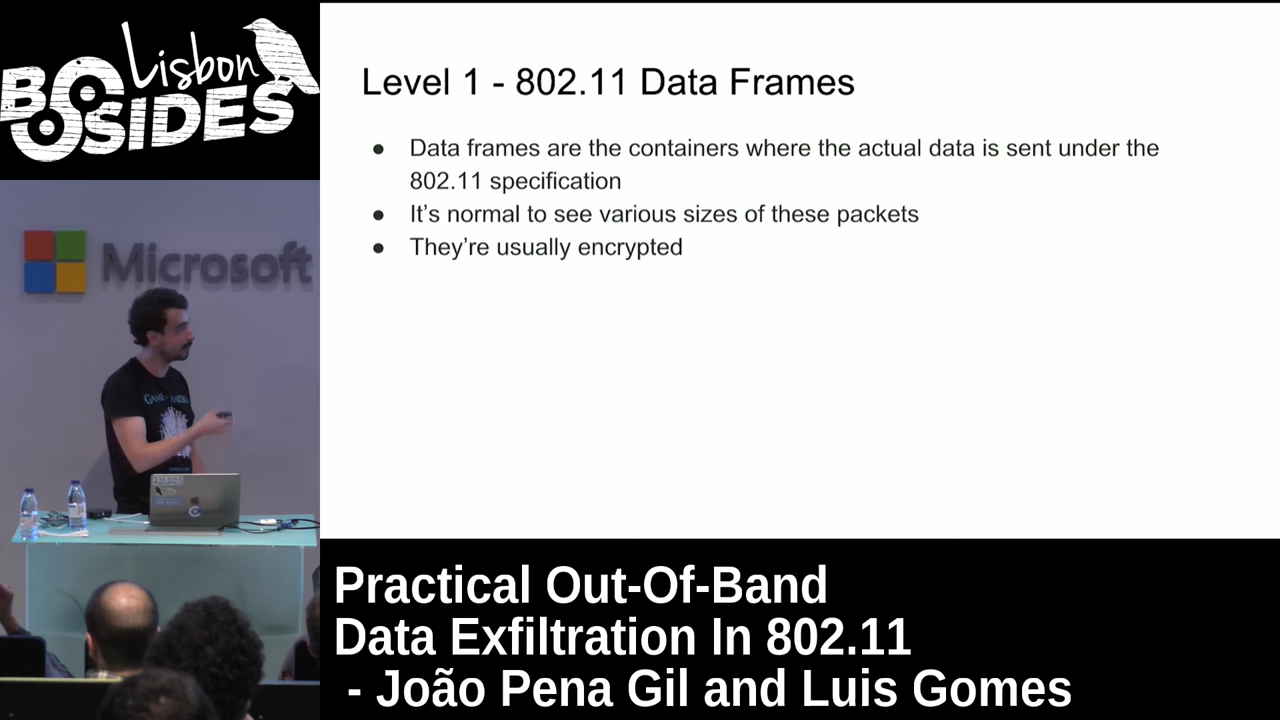 Lisbon
BSIDES
Microsoft
Level 1 - 802.11 Data Frames
● Data frames are the containers where the actual data is sent under the
802.11 specification
● It's normal to see various sizes of these packets
● They're usually encrypted
Practical Out-Of-Band
Data Exfiltration In 802.11
- João Pena Gil and Luis Gomes